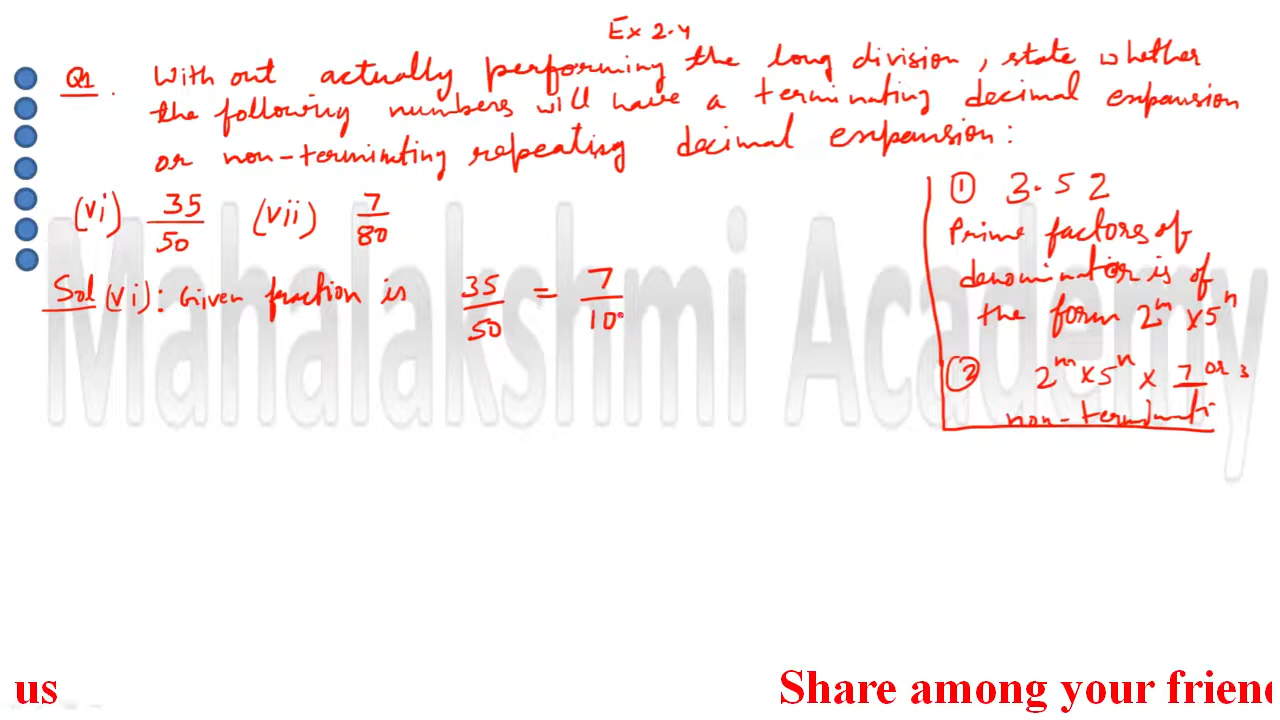 Ex 2.4
Q1. With out actually performing the long division, state whether
the following numbers will have a terminating decimal expansion
or non-terminating repeating decimal expansion:
(vi) 35/50 (vii) 7/80
Sol (vi): Given fraction is 35/50 = 7/10
① 3.52
Prime factors of
denominator is of
the form 2^m × 5^n
② 2^m × 5^n × 7 or 3
non-terminati
Mahalakshmi Academy
us
Share among your friend